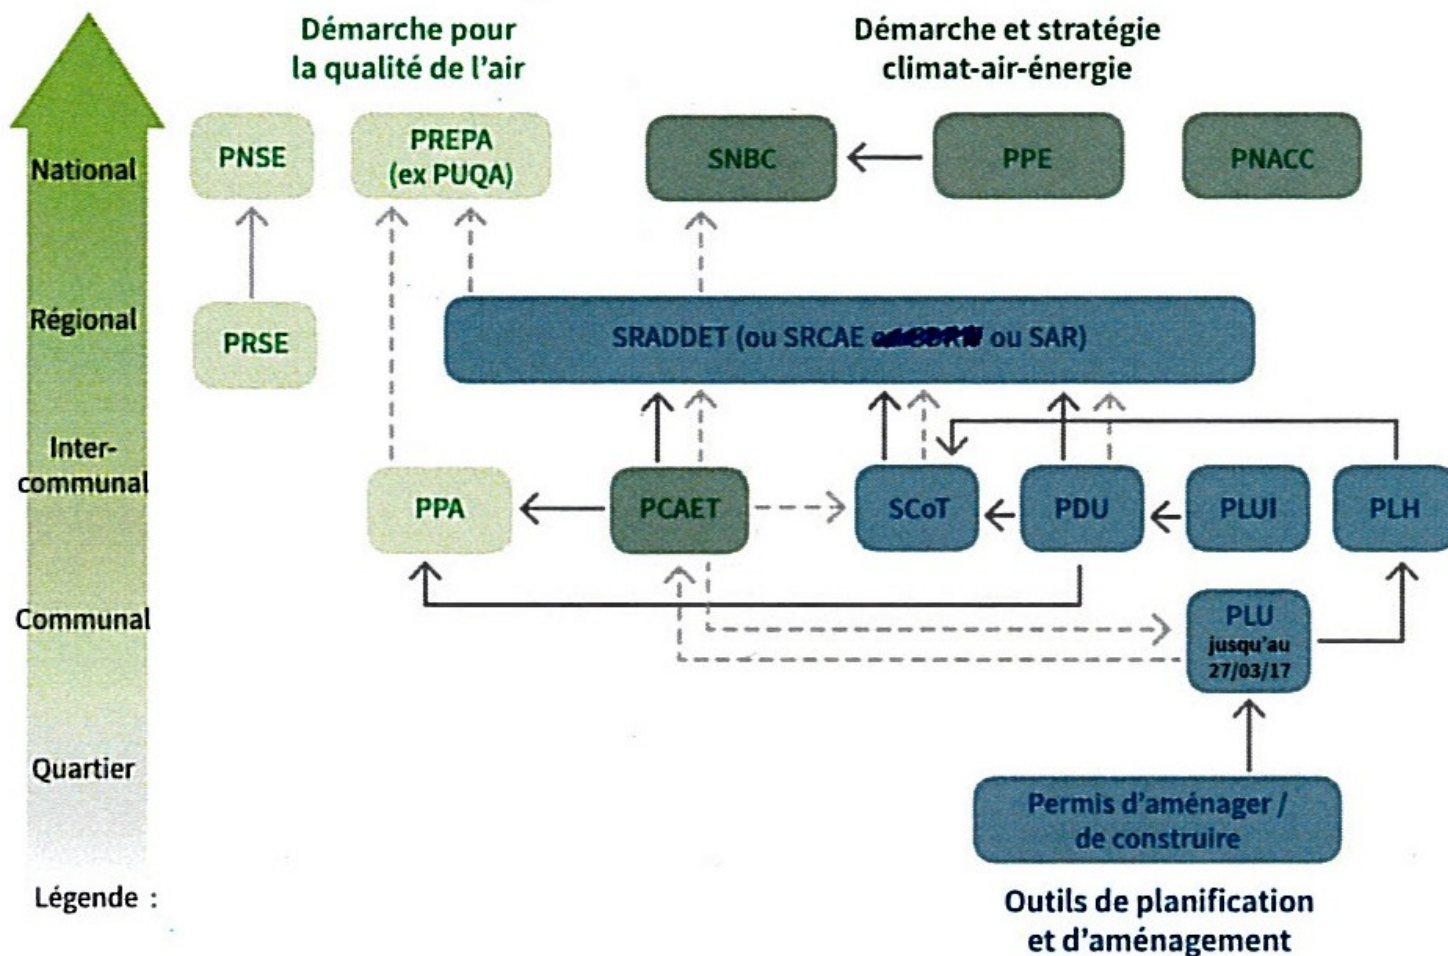 Démarche pour
la qualité de l'air
Démarche et stratégie
climat-air-énergie
National
PNSE
PREPA
(ex PUQA)
SNBC
PPE
PNACC
Régional
PRSE
SRADDET (ou SRCAE ou SAR)
Inter-
communal
PPA
PCAET
SCoT
PDU
PLUI
PLH
Communal
PLU
jusqu'au
27/03/17
Quartier
Permis d'aménager /
de construire
Légende :
Outils de planification
et d'aménagement